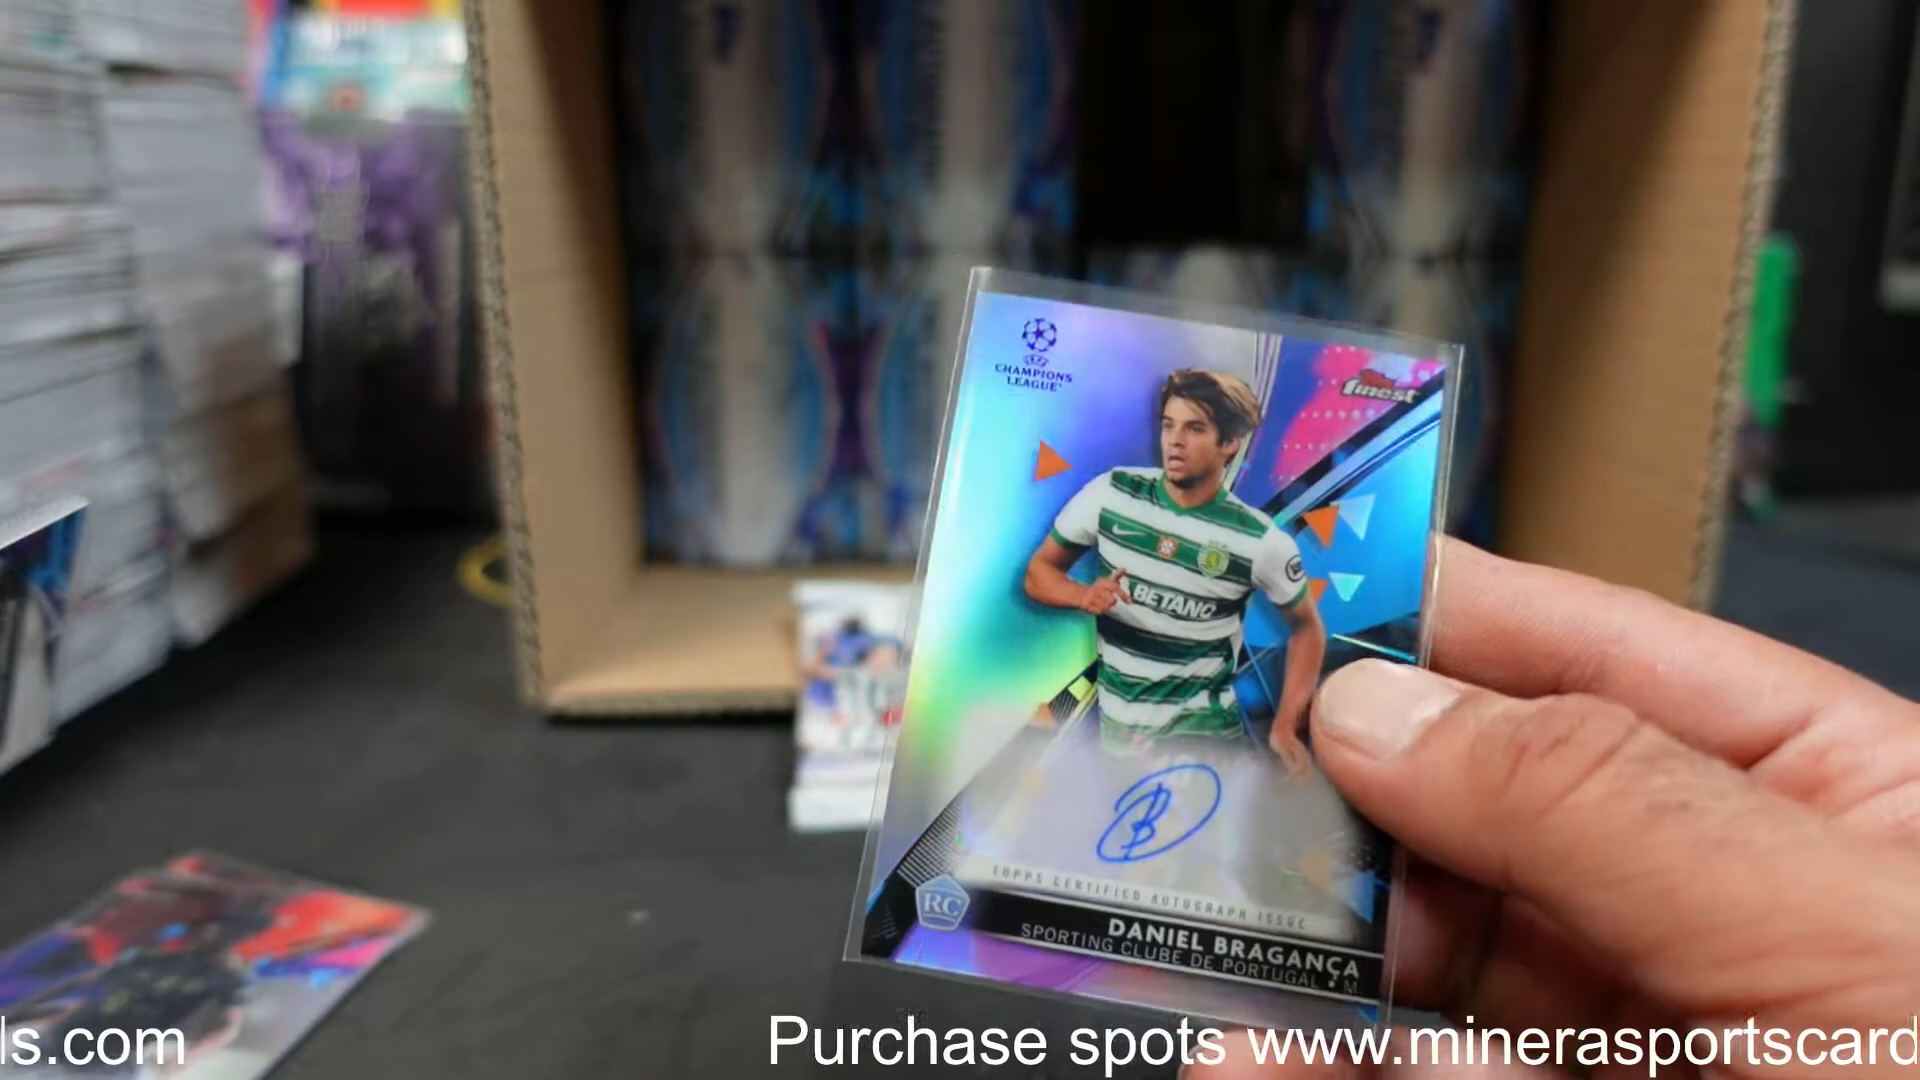 CHAMPIONS
LEAGUE
finest
BETANO
TOPPS CERTIFIED AUTOGRAPH ISSUE
RC
DANIEL BRAGANÇA
SPORTING CLUBE DE PORTUGAL • M
ls.com
Purchase spots www.minerasportscard